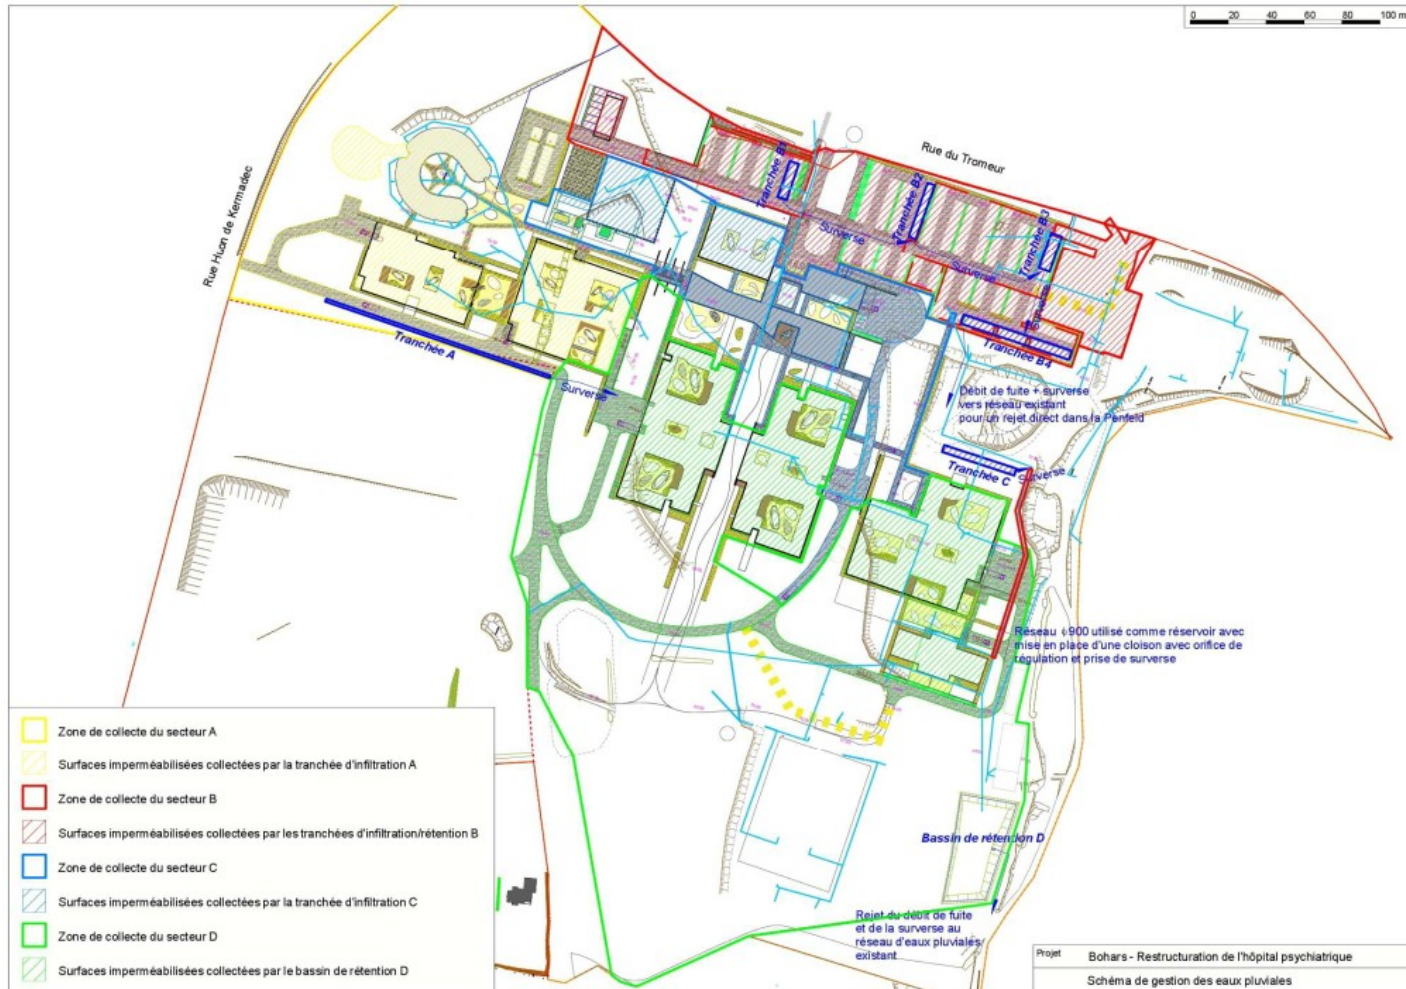 0 20 40 60 80 100 m
Rue du Tromeur
Rue Huon de Kermadec
Tranchée B1
Tranchée B2
Tranchée B3
Surverse
Surverse
Surverse
Tranchée B4
Tranchée A
Surverse
Débit de fuite + surverse
vers réseau existant
pour un rejet direct dans la Penfeld
Tranchée C
Surverse
Réseau ϕ900 utilisé comme réservoir avec
mise en place d'une cloison avec orifice de
régulation et prise de surverse
Bassin de rétention D
Rejet du débit de fuite
et de la surverse au
réseau d'eaux pluviales
existant
Zone de collecte du secteur A
Surfaces imperméabilisées collectées par la tranchée d'infiltration A
Zone de collecte du secteur B
Surfaces imperméabilisées collectées par les tranchées d'infiltration/rétention B
Zone de collecte du secteur C
Surfaces imperméabilisées collectées par la tranchée d'infiltration C
Zone de collecte du secteur D
Surfaces imperméabilisées collectées par le bassin de rétention D
Projet Bohars - Restructuration de l'hôpital psychiatrique
Schéma de gestion des eaux pluviales